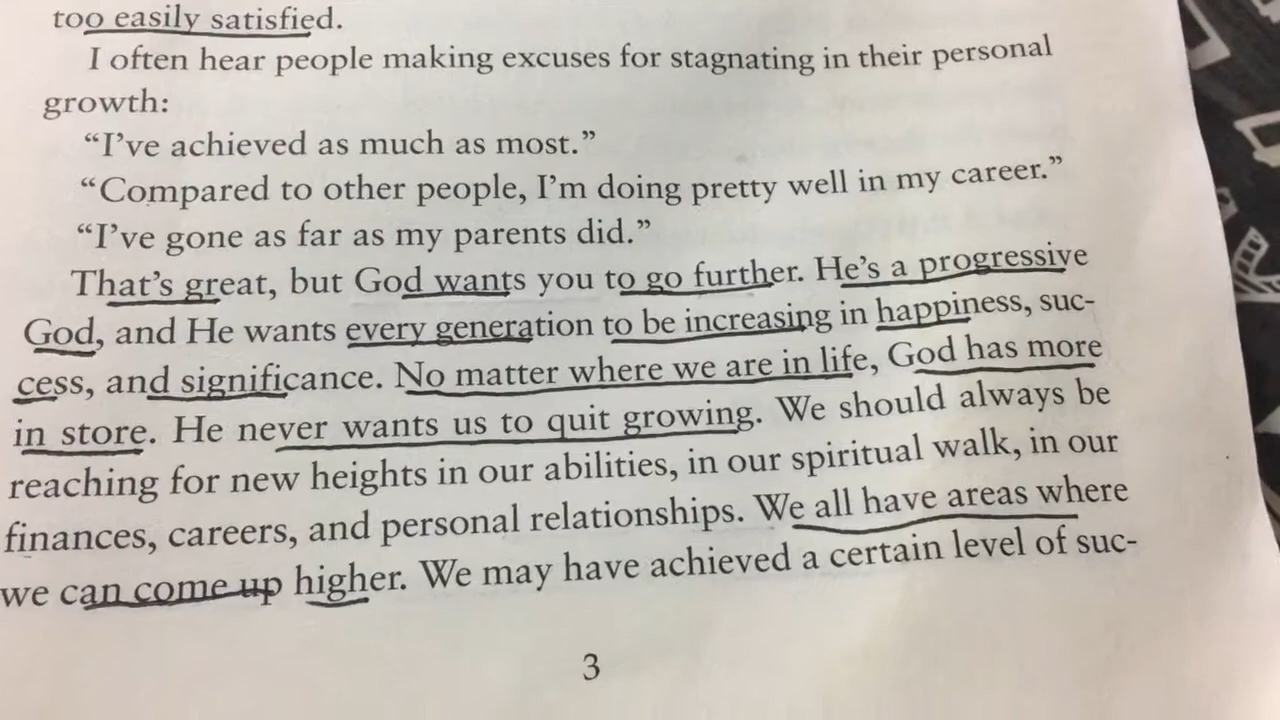 too easily satisfied.
I often hear people making excuses for stagnating in their personal
growth:
“I’ve achieved as much as most.”
“Compared to other people, I’m doing pretty well in my career.”
“I’ve gone as far as my parents did.”
That’s great, but God wants you to go further. He’s a progressive
God, and He wants every generation to be increasing in happiness, suc-
cess, and significance. No matter where we are in life, God has more
in store. He never wants us to quit growing. We should always be
reaching for new heights in our abilities, in our spiritual walk, in our
finances, careers, and personal relationships. We all have areas where
we can come up higher. We may have achieved a certain level of suc-
3